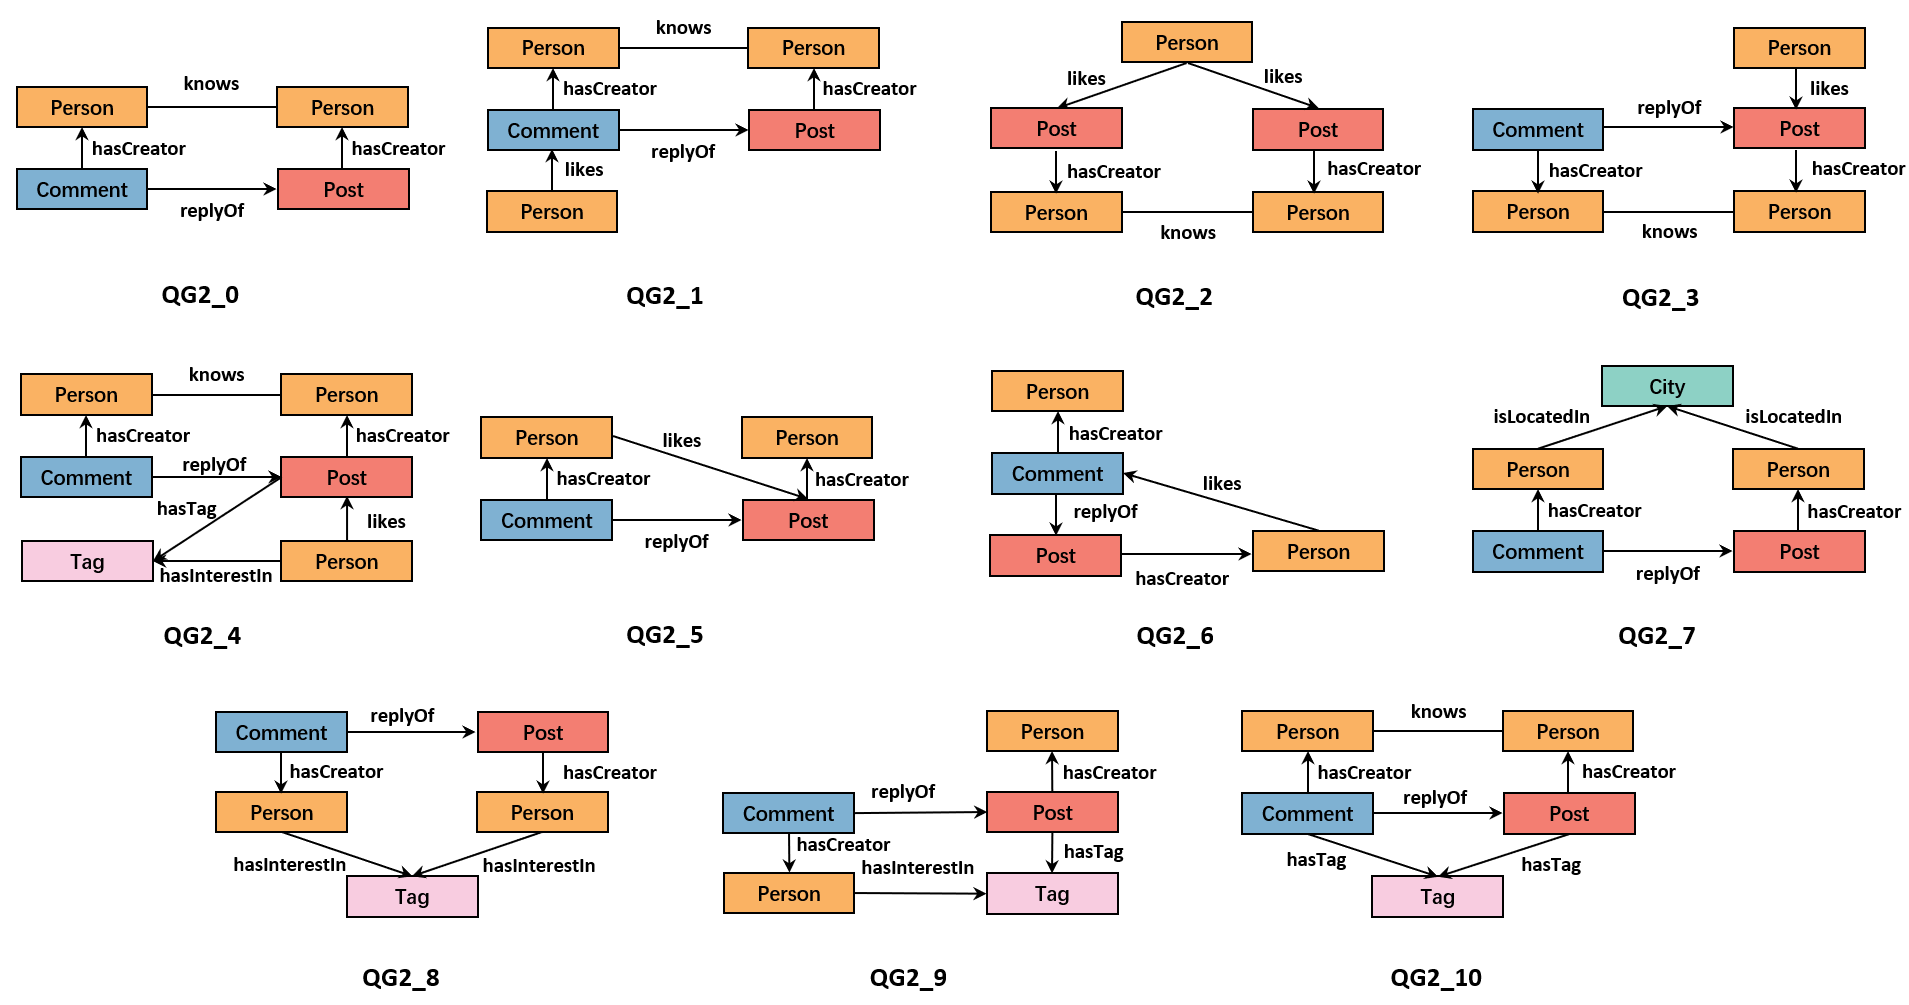 knows
Person
Person
hasCreator
hasCreator
Comment
Post
replyOf
QG2_0
knows
Person
Person
hasCreator
hasCreator
Comment
Post
replyOf
likes
Person
QG2_1
Person
likes
likes
Post
Post
hasCreator
hasCreator
Person
Person
knows
QG2_2
Person
likes
replyOf
Comment
Post
hasCreator
hasCreator
Person
Person
knows
QG2_3
knows
Person
Person
hasCreator
hasCreator
replyOf
Comment
Post
hasTag
likes
Tag
Person
hasInterestIn
QG2_4
Person
likes
Person
hasCreator
hasCreator
Comment
Post
replyOf
QG2_5
Person
hasCreator
Comment
likes
replyOf
Post
Person
hasCreator
QG2_6
City
isLocatedIn
isLocatedIn
Person
Person
hasCreator
hasCreator
Comment
Post
replyOf
QG2_7
replyOf
Comment
Post
hasCreator
hasCreator
Person
Person
hasInterestIn
hasInterestIn
Tag
QG2_8
Person
hasCreator
replyOf
Comment
Post
hasCreator
hasTag
hasInterestIn
Person
Tag
QG2_9
knows
Person
Person
hasCreator
hasCreator
replyOf
Comment
Post
hasTag
hasTag
Tag
QG2_10